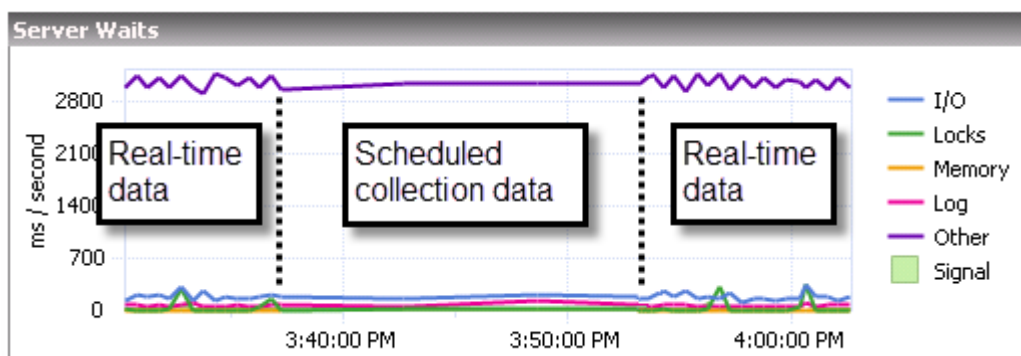 Server Waits
2800
2100
1400
700
0
ms / second
Real-time
data
Scheduled
collection data
Real-time
data
I/O
Locks
Memory
Log
Other
Signal
3:40:00 PM
3:50:00 PM
4:00:00 PM